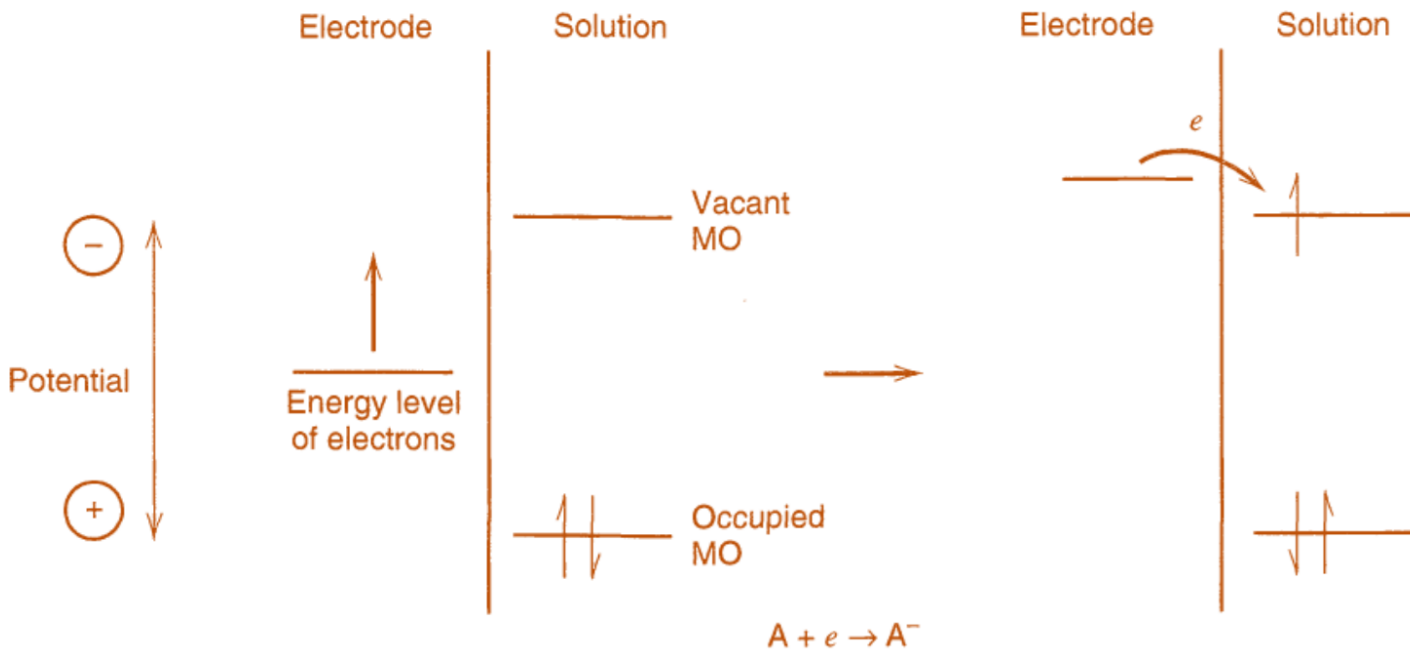 Electrode
Solution
Electrode
Solution
e
Vacant
MO
−
Potential
Energy level
of electrons
+
Occupied
MO
A + e → A⁻